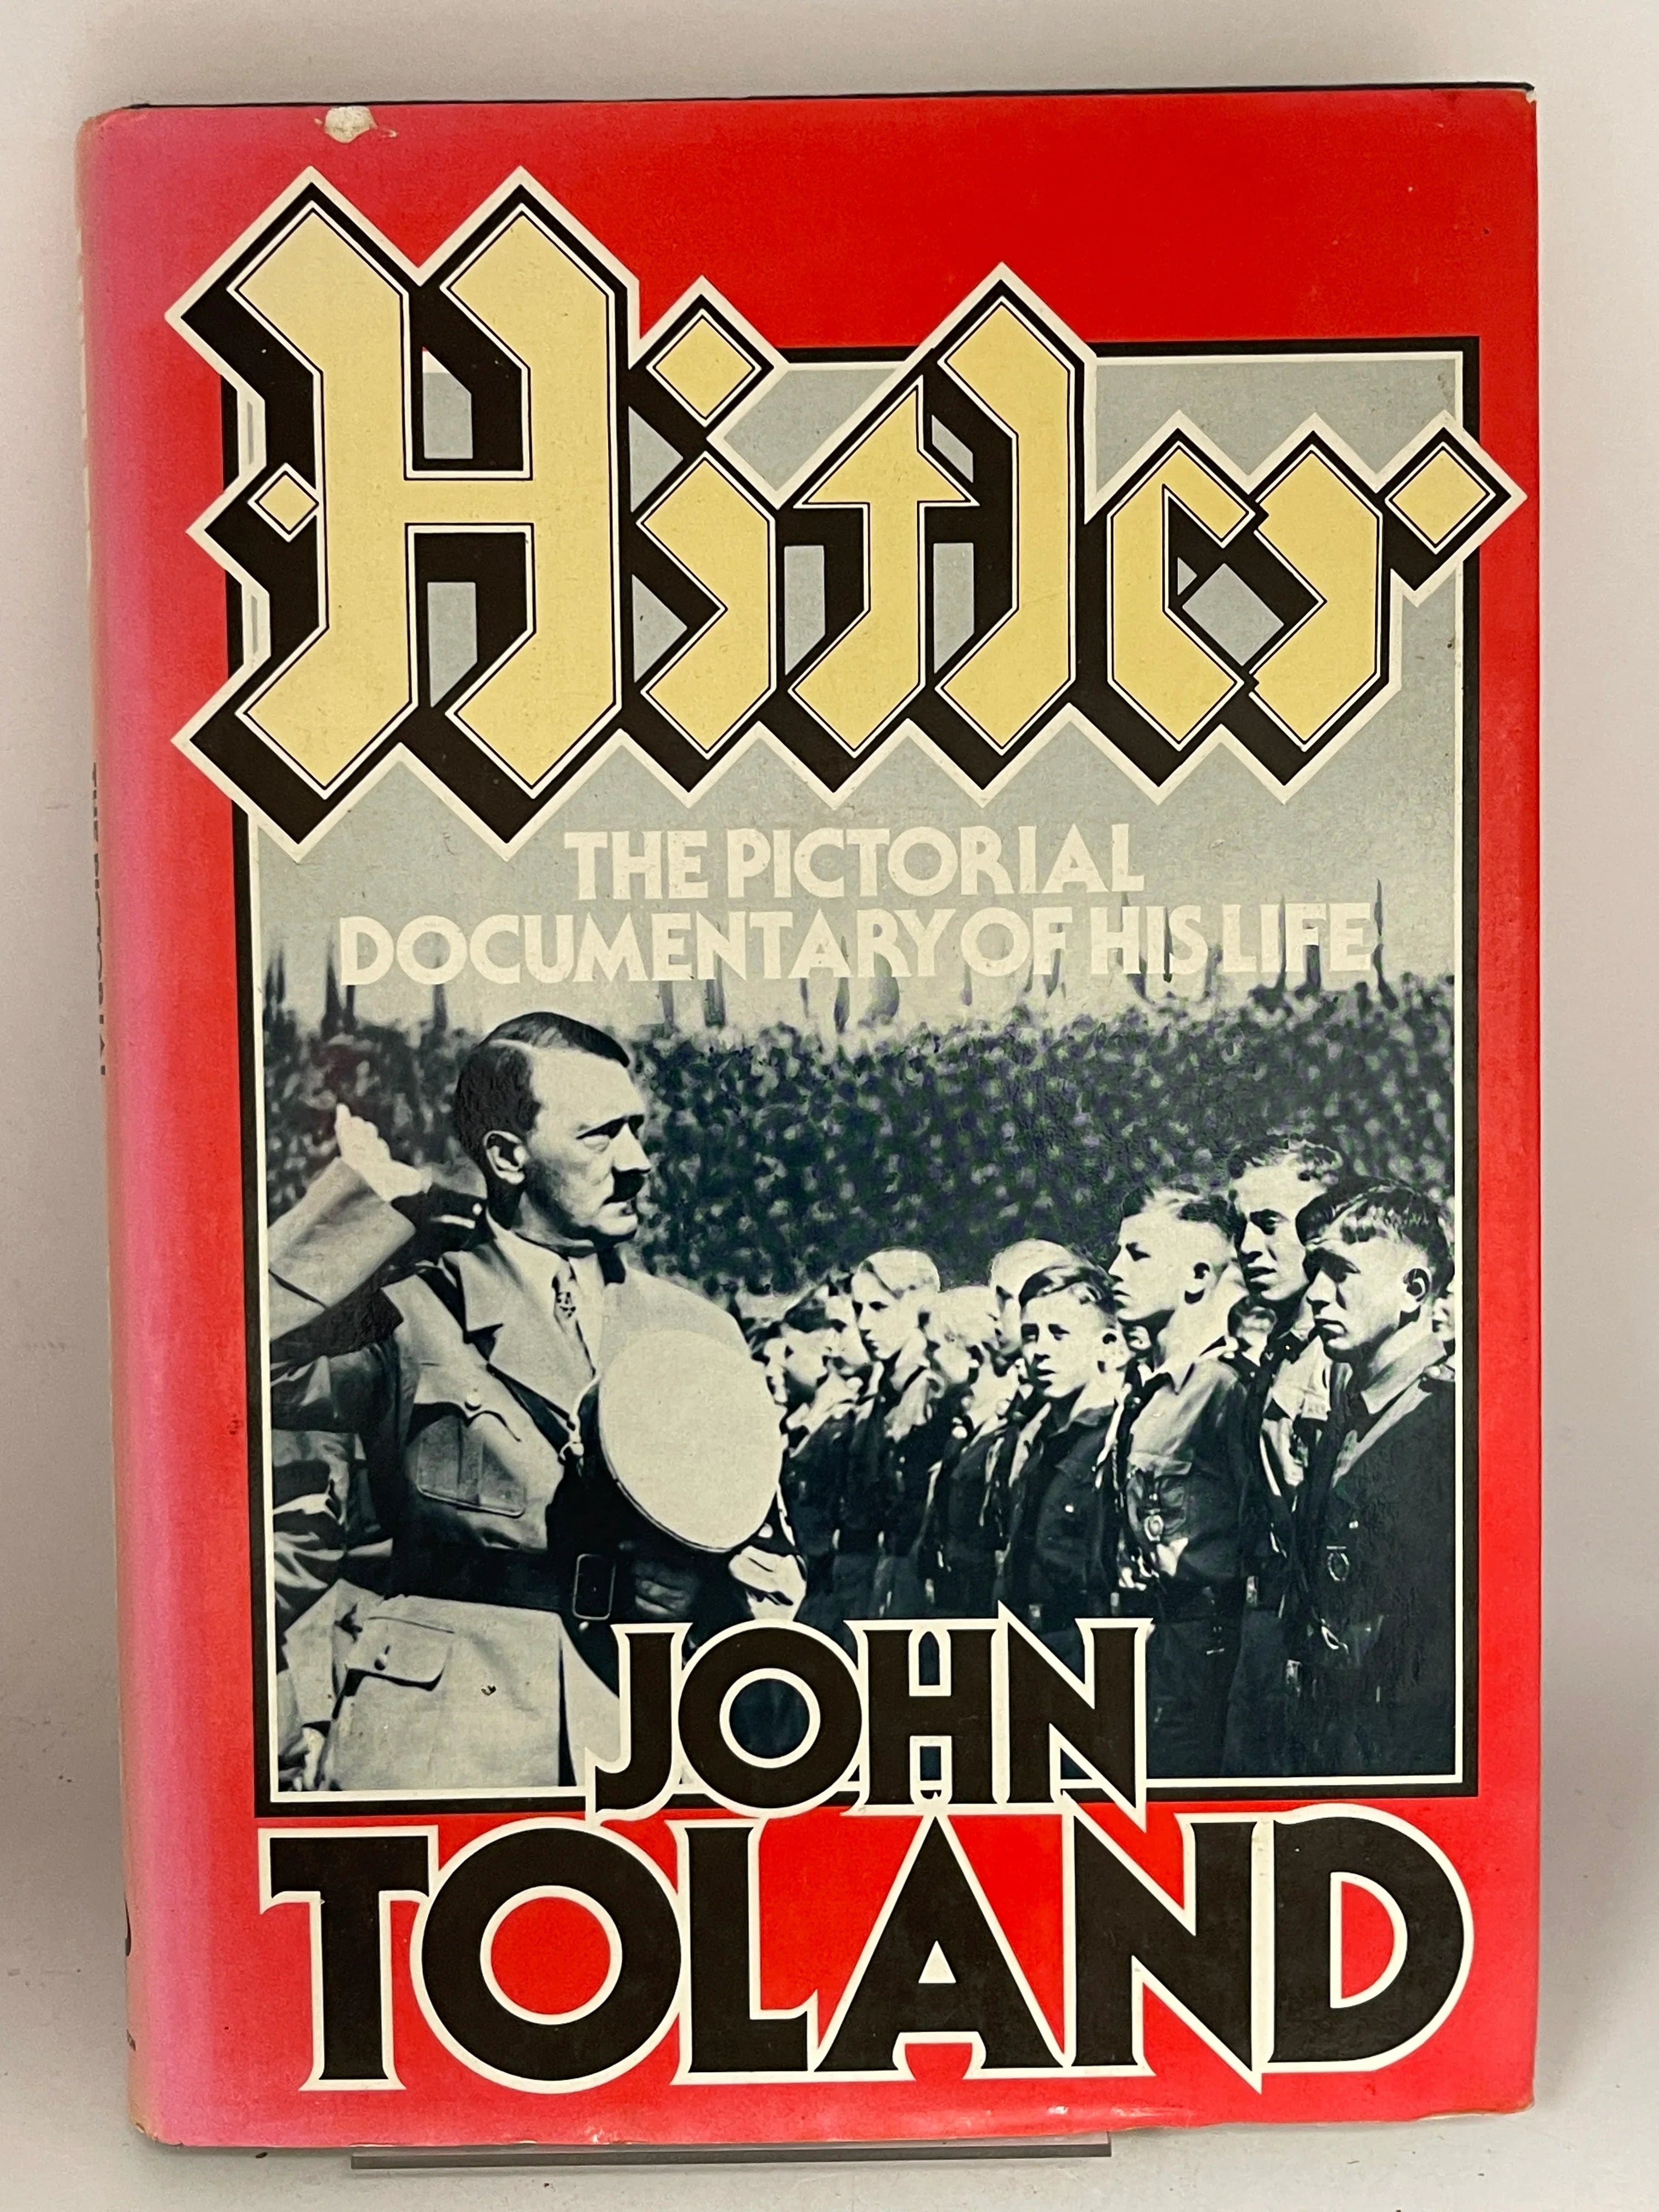 Hitler
THE PICTORIAL
DOCUMENTARY OF HIS LIFE
JOHN
TOLAND